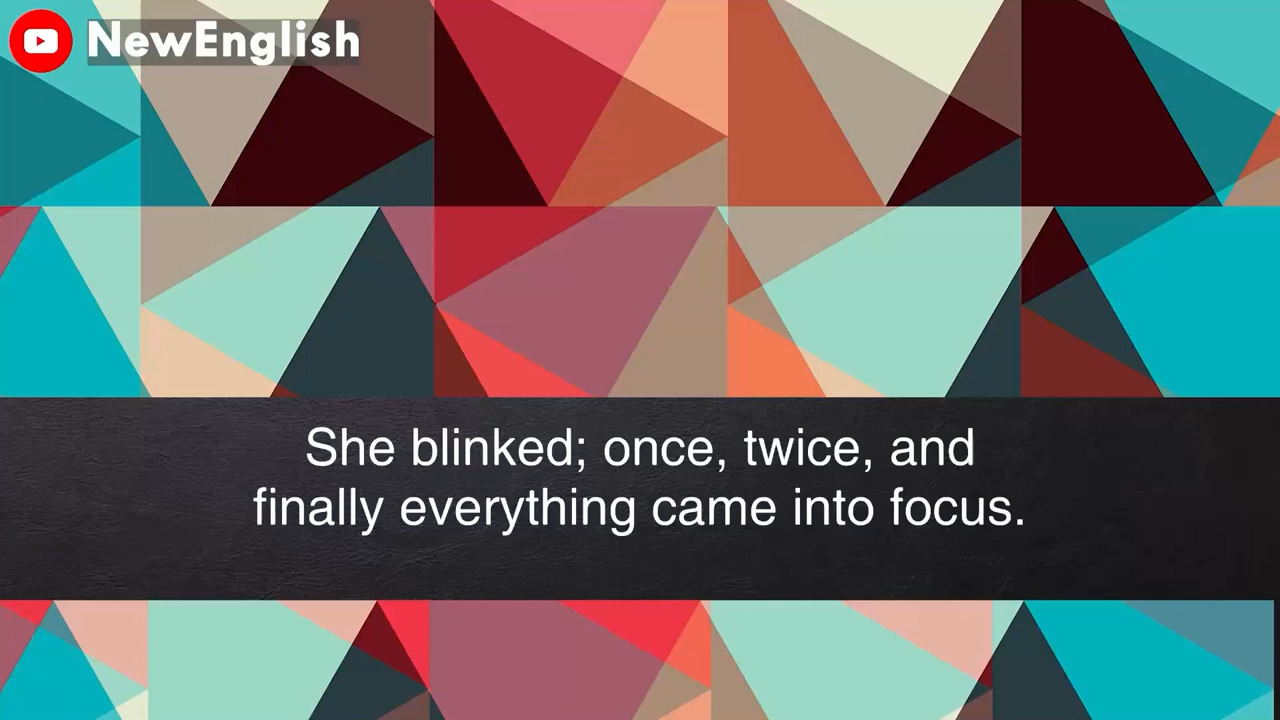 NewEnglish
She blinked; once, twice, and
finally everything came into focus.